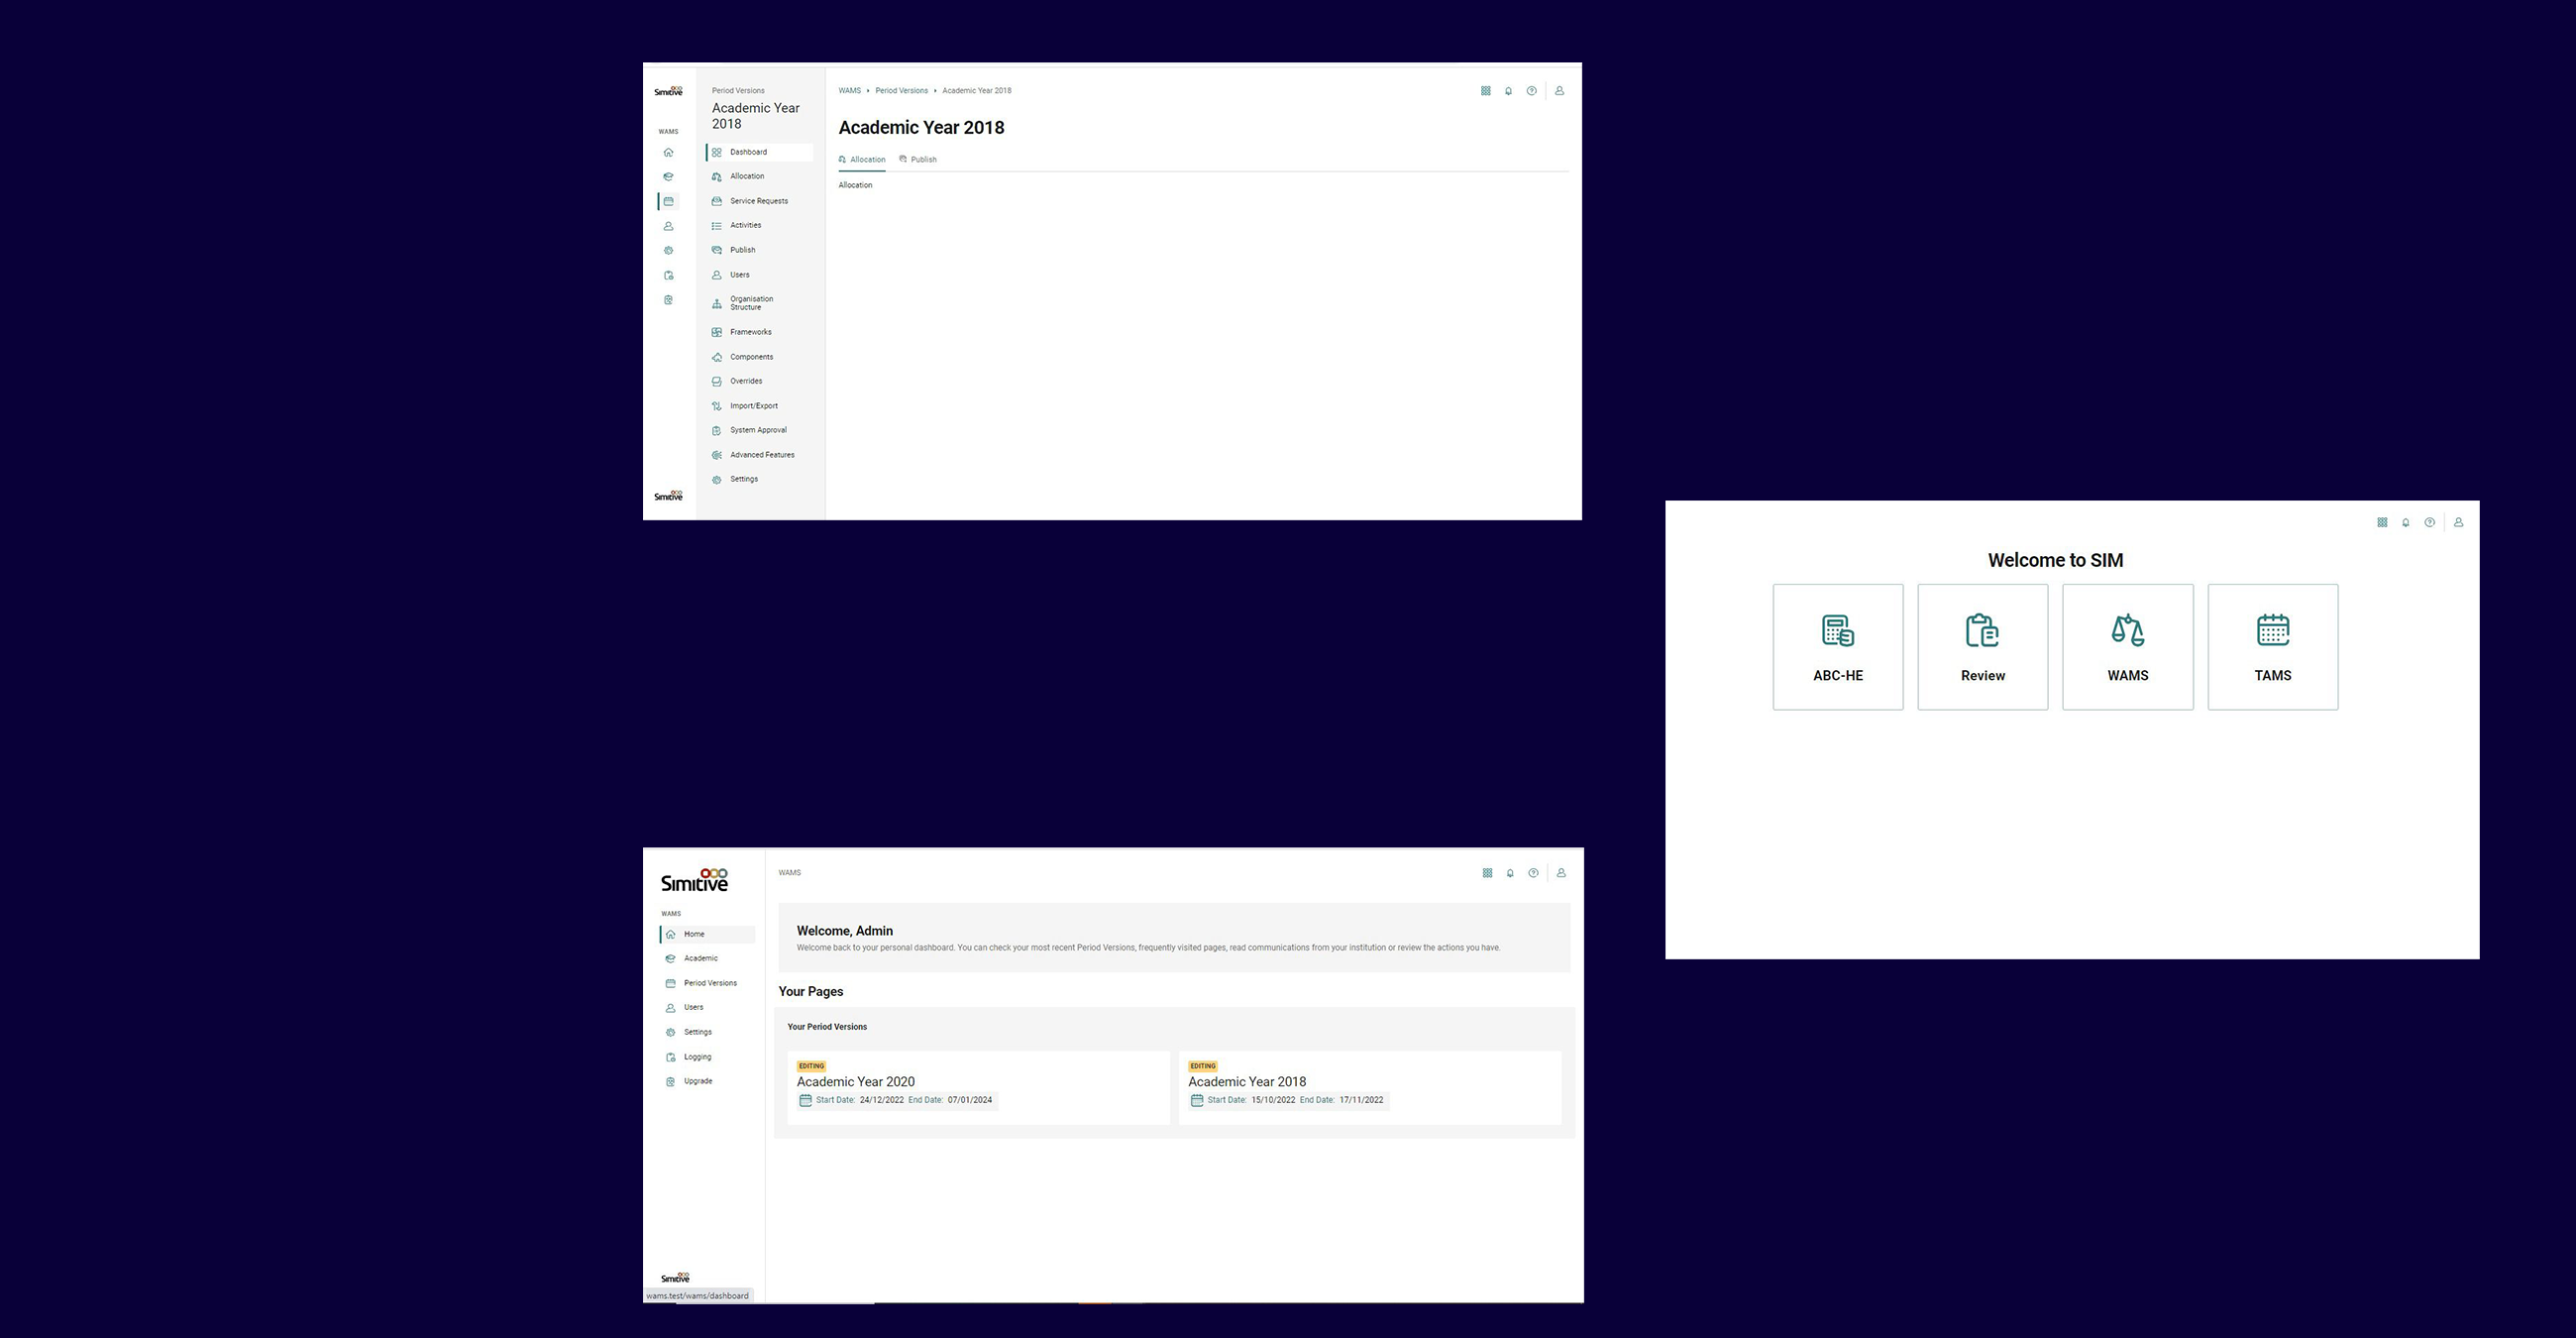 Simitive
WAMS
Period Versions
Academic Year
2018
Dashboard
Allocation
Service Requests
Activities
Publish
Users
Organisation
Structure
Frameworks
Components
Overrides
Import/Export
System Approval
Advanced Features
Settings
Simitive
WAMS Period Versions Academic Year 2018
Academic Year 2018
Allocation Publish
Allocation
Welcome to SIM
ABC-HE Review WAMS TAMS
Simitive
WAMS
Home
Academic
Period Versions
Users
Settings
Logging
Upgrade
Simitive
wams.test/wams/dashboard
WAMS
Welcome, Admin
Welcome back to your personal dashboard. You can check your most recent Period Versions, frequently visited pages, read communications from your institution or review the actions you have.
Your Pages
Your Period Versions
EDITING
Academic Year 2020
Start Date: 24/12/2022 End Date: 07/01/2024
EDITING
Academic Year 2018
Start Date: 15/10/2022 End Date: 17/11/2022